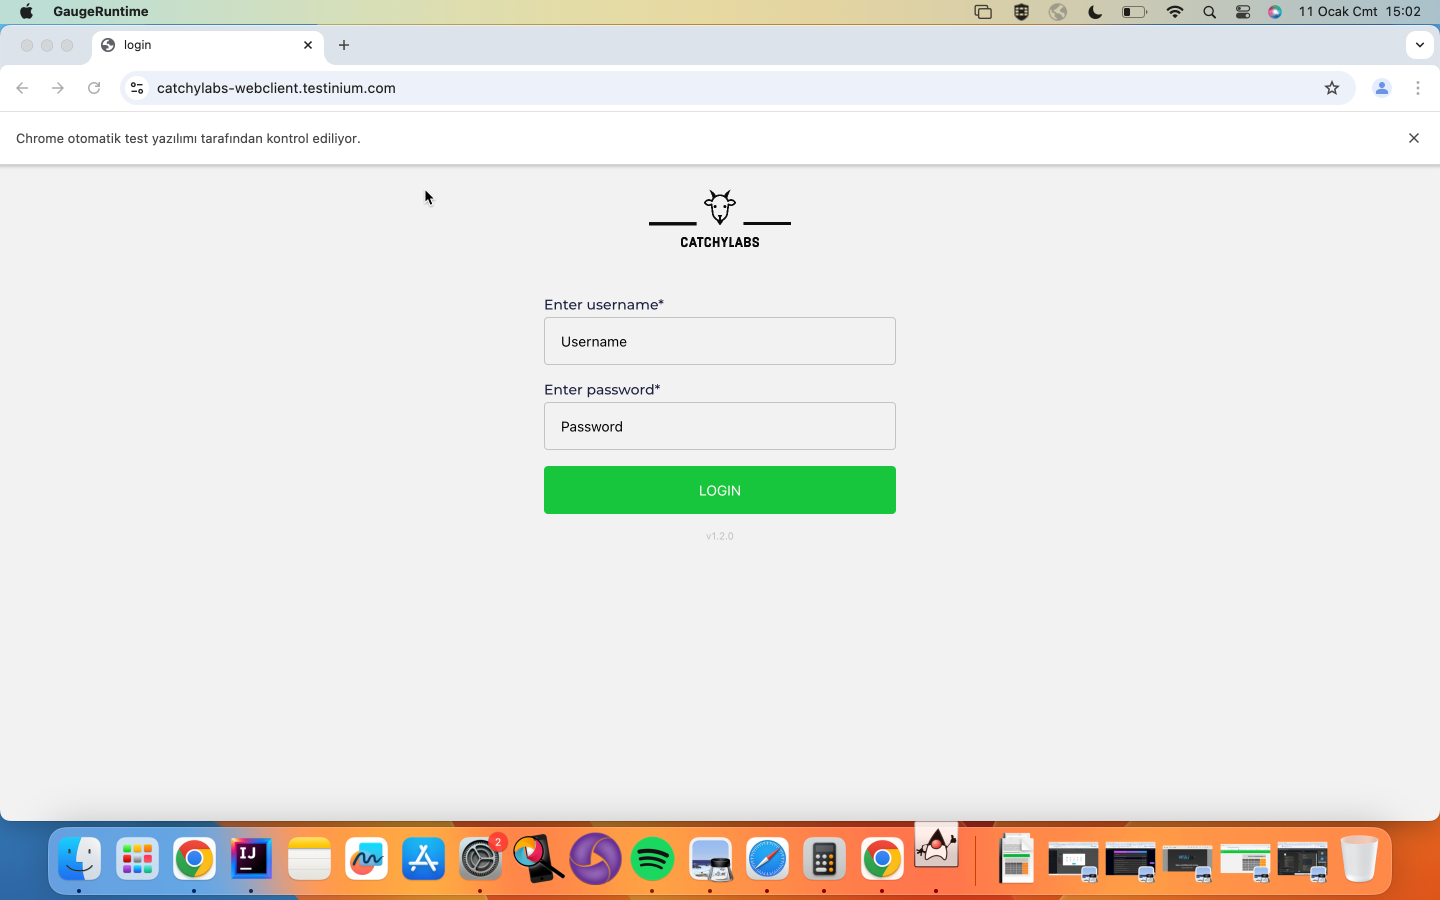 GaugeRuntime
11 Ocak Cmt 15:02
login
catchylabs-webclient.testinium.com
Chrome otomatik test yazılımı tarafından kontrol ediliyor.
CATCHYLABS
Enter username*
Username
Enter password*
Password
LOGIN
v1.2.0
IJ
2